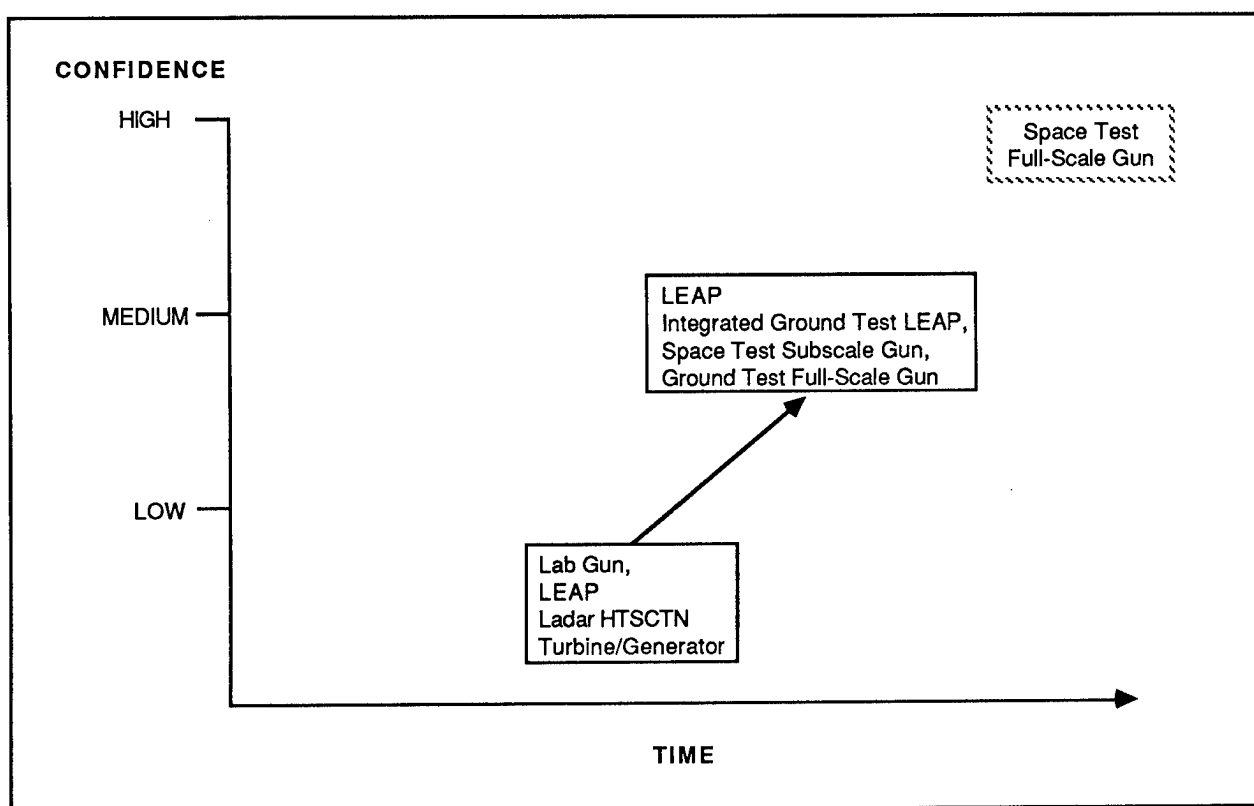 CONFIDENCE
HIGH
Space Test
Full-Scale Gun
MEDIUM
LEAP
Integrated Ground Test LEAP,
Space Test Subscale Gun,
Ground Test Full-Scale Gun
LOW
Lab Gun,
LEAP
Ladar HTSCTN
Turbine/Generator
TIME